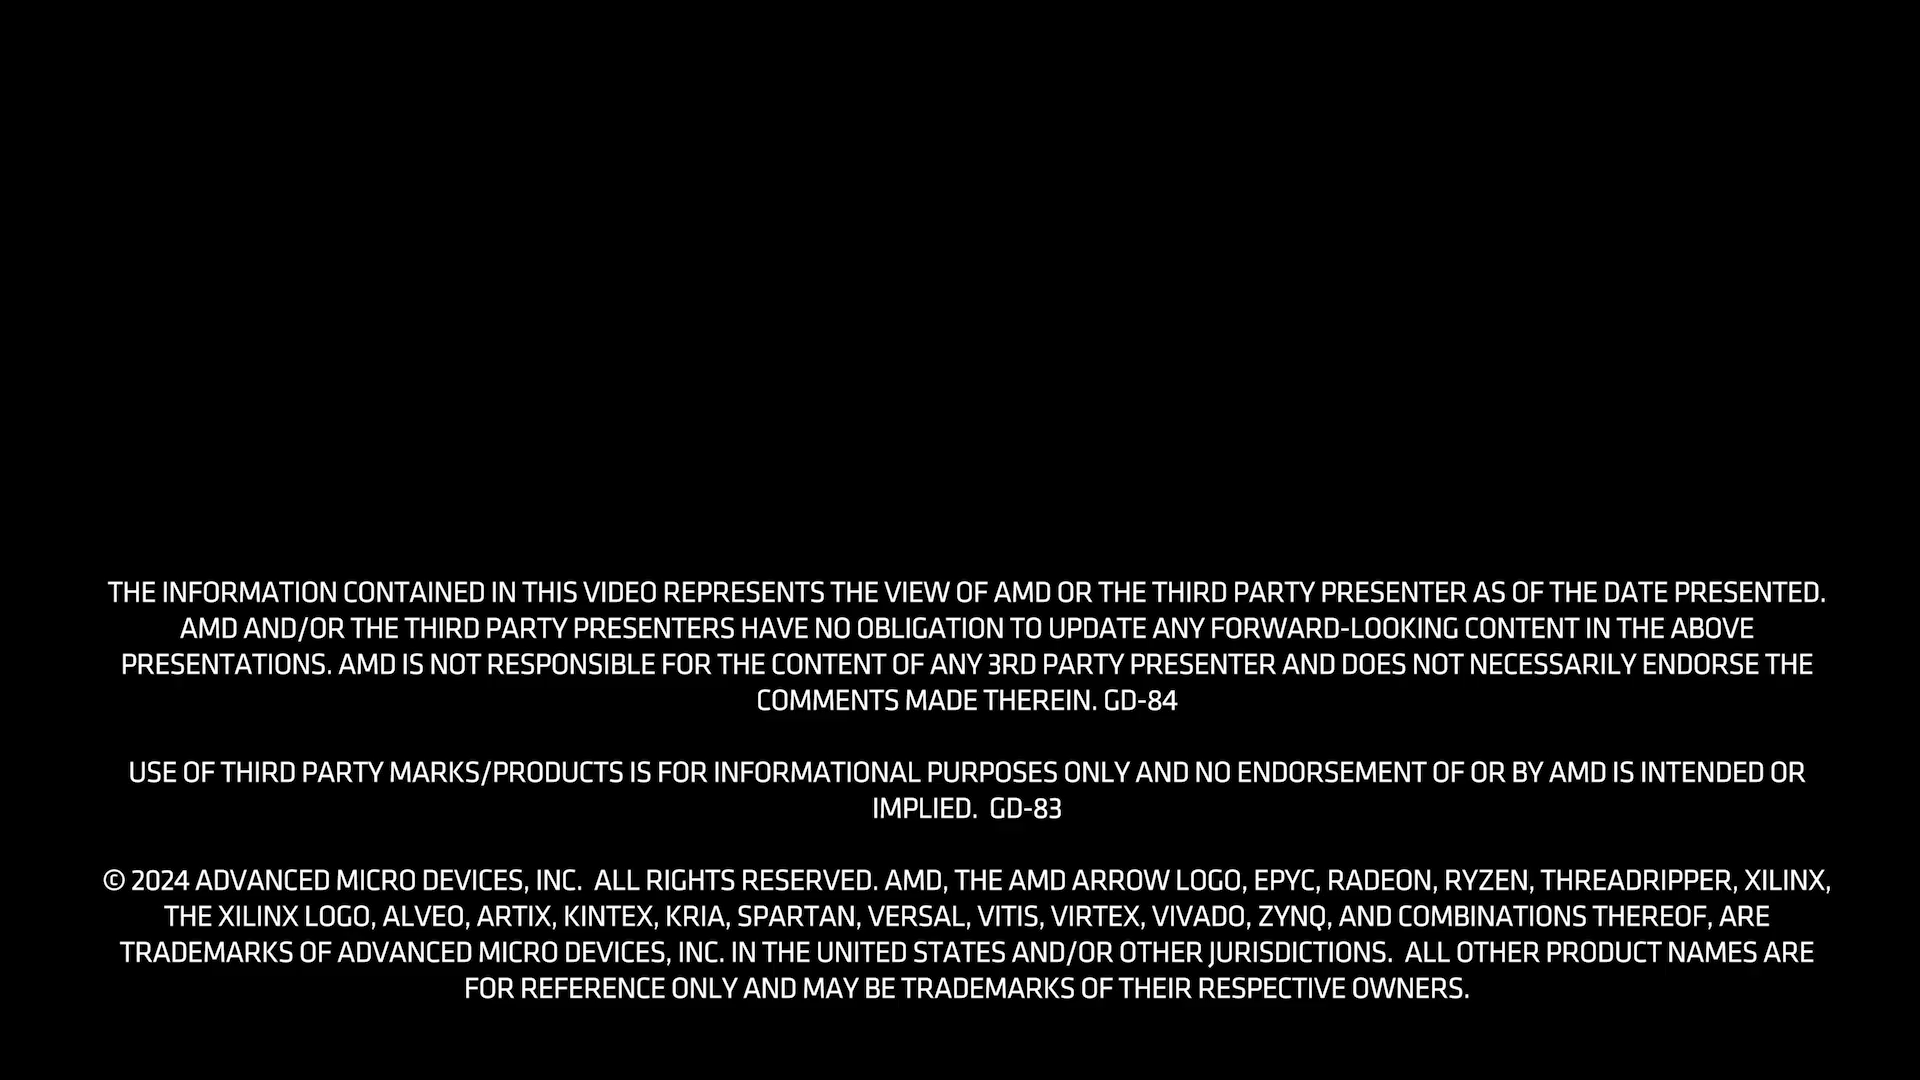 THE INFORMATION CONTAINED IN THIS VIDEO REPRESENTS THE VIEW OF AMD OR THE THIRD PARTY PRESENTER AS OF THE DATE PRESENTED.
AMD AND/OR THE THIRD PARTY PRESENTERS HAVE NO OBLIGATION TO UPDATE ANY FORWARD-LOOKING CONTENT IN THE ABOVE
PRESENTATIONS. AMD IS NOT RESPONSIBLE FOR THE CONTENT OF ANY 3RD PARTY PRESENTER AND DOES NOT NECESSARILY ENDORSE THE
COMMENTS MADE THEREIN. GD-84
USE OF THIRD PARTY MARKS/PRODUCTS IS FOR INFORMATIONAL PURPOSES ONLY AND NO ENDORSEMENT OF OR BY AMD IS INTENDED OR
IMPLIED.  GD-83
© 2024 ADVANCED MICRO DEVICES, INC.  ALL RIGHTS RESERVED. AMD, THE AMD ARROW LOGO, EPYC, RADEON, RYZEN, THREADRIPPER, XILINX,
THE XILINX LOGO, ALVEO, ARTIX, KINTEX, KRIA, SPARTAN, VERSAL, VITIS, VIRTEX, VIVADO, ZYNQ, AND COMBINATIONS THEREOF, ARE
TRADEMARKS OF ADVANCED MICRO DEVICES, INC. IN THE UNITED STATES AND/OR OTHER JURISDICTIONS.  ALL OTHER PRODUCT NAMES ARE
FOR REFERENCE ONLY AND MAY BE TRADEMARKS OF THEIR RESPECTIVE OWNERS.